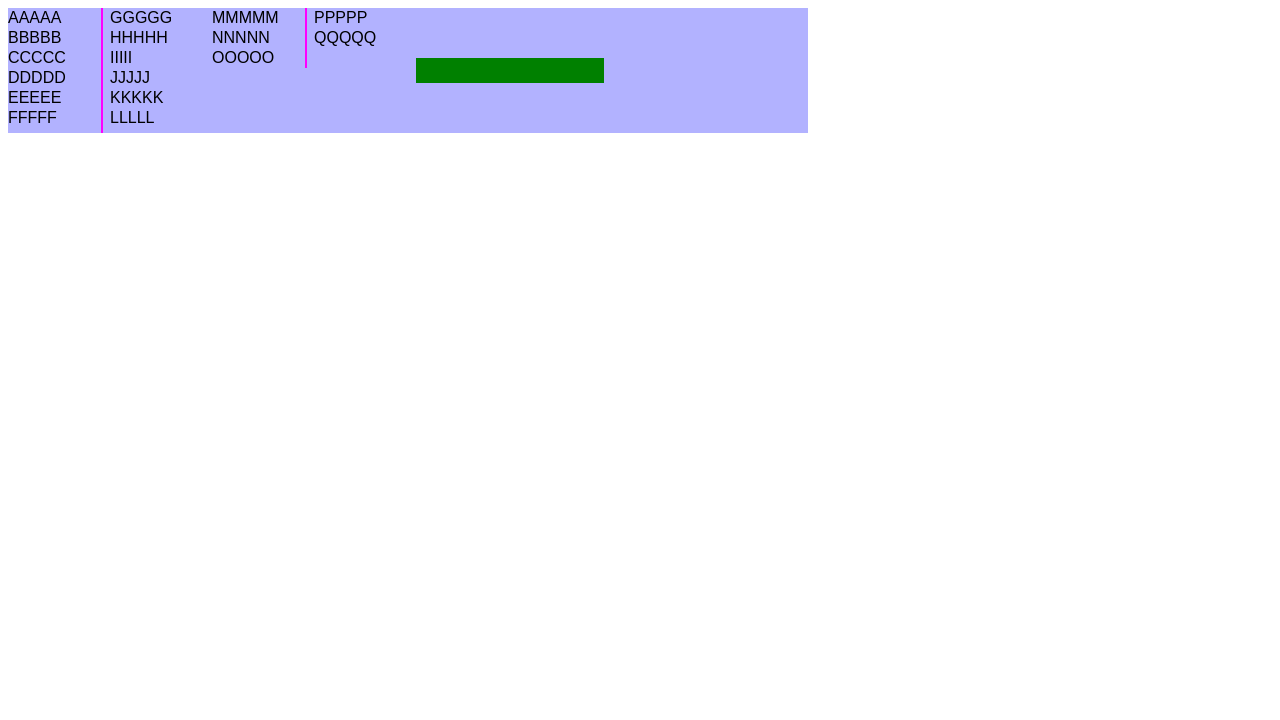 AAAAA
BBBBB
CCCCC
DDDDD
EEEEE
FFFFF
GGGGG
HHHHH
IIIII
JJJJJ
KKKKK
LLLLL
MMMMM
NNNNN
OOOOO
PPPPP
QQQQQ